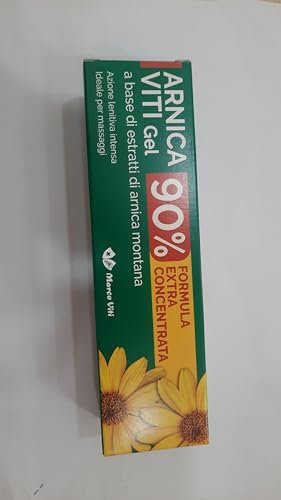 ARNICA
VITI Gel
a base di estratti di arnica montana
Azione lenitiva intensa
Ideale per massaggi
90%
FORMULA
EXTRA
CONCENTRATA
Marco Viti